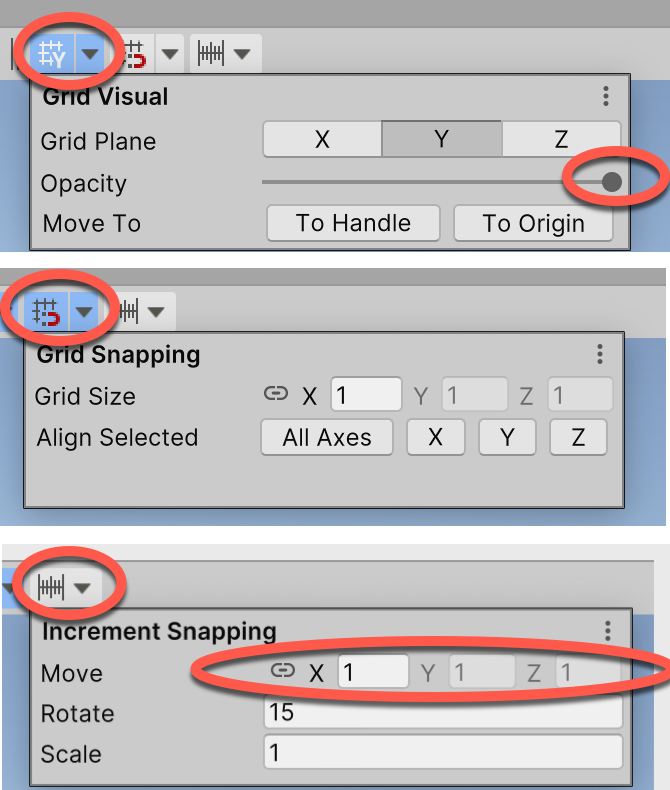 Y
Grid Visual
Grid Plane X Y Z
Opacity
Move To To Handle To Origin
Grid Snapping
Grid Size X 1 Y 1 Z 1
Align Selected All Axes X Y Z
Increment Snapping
Move X 1 Y 1 Z 1
Rotate 15
Scale 1